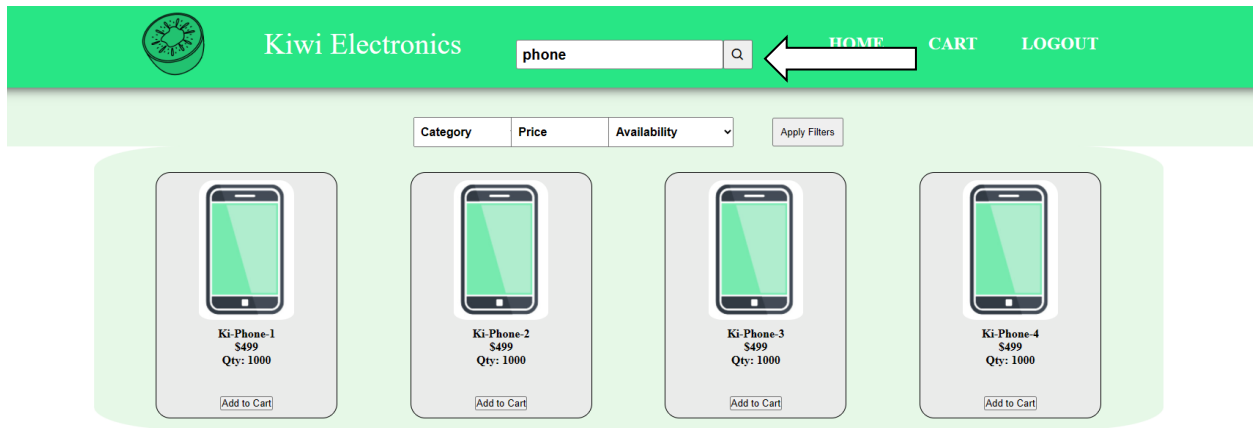 Kiwi Electronics
phone
HOME
CART
LOGOUT
Category
Price
Availability
Apply Filters
Ki-Phone-1
$499
Qty: 1000
Add to Cart
Ki-Phone-2
$499
Qty: 1000
Add to Cart
Ki-Phone-3
$499
Qty: 1000
Add to Cart
Ki-Phone-4
$499
Qty: 1000
Add to Cart